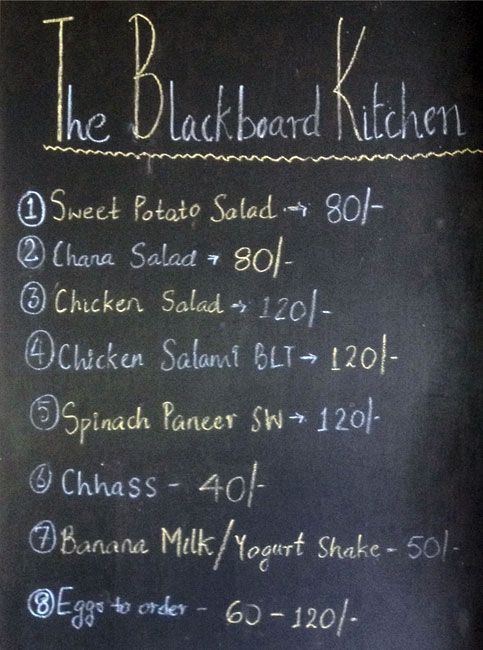 The Blackboard Kitchen
1 Sweet Potato Salad → 80/-
2 Chana Salad → 80/-
3 Chicken Salad → 120/-
4 Chicken Salami BLT → 120/-
5 Spinach Paneer SW → 120/-
6 Chhass - 40/-
7 Banana Milk/Yogurt Shake - 50/-
8 Eggs to order - 60 - 120/-